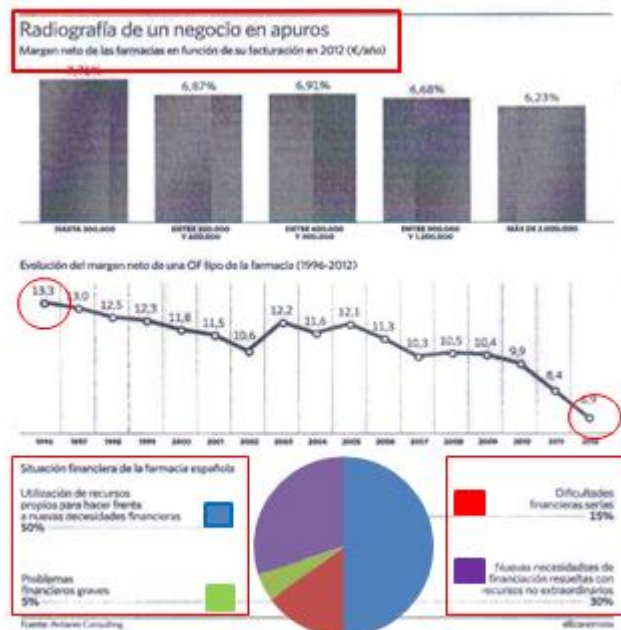 Radiografía de un negocio en apuros
Margen neto de las farmacias en función de su facturación en 2012 (€/año)
6,87%
6,91%
6,68%
6,23%
HASTA 300.000
ENTRE 300.000
Y 600.000
ENTRE 600.000
Y 900.000
ENTRE 900.000
Y 1.200.000
MÁS DE 2.000.000
Evolución del margen neto de una OF tipo de la farmacia (1996-2012)
13,3
13,0
12,5
12,3
11,8
11,5
10,6
12,2
11,6
12,1
11,3
10,3
10,5
10,4
9,9
8,4
1996
1997
1998
1999
2000
2001
2002
2003
2004
2005
2006
2007
2008
2009
2010
2011
2012
Situación financiera de la farmacia española
Utilización de recursos
propios para hacer frente
a nuevas decesidades financieras
50%
Problemas
financieros graves
5%
Dificultades
financieras serias
15%
Nuevas necesidadtses de
financiación resueltas con
recursos no extraordinarios
30%
Fuente: Antares Consulting
elEconomista